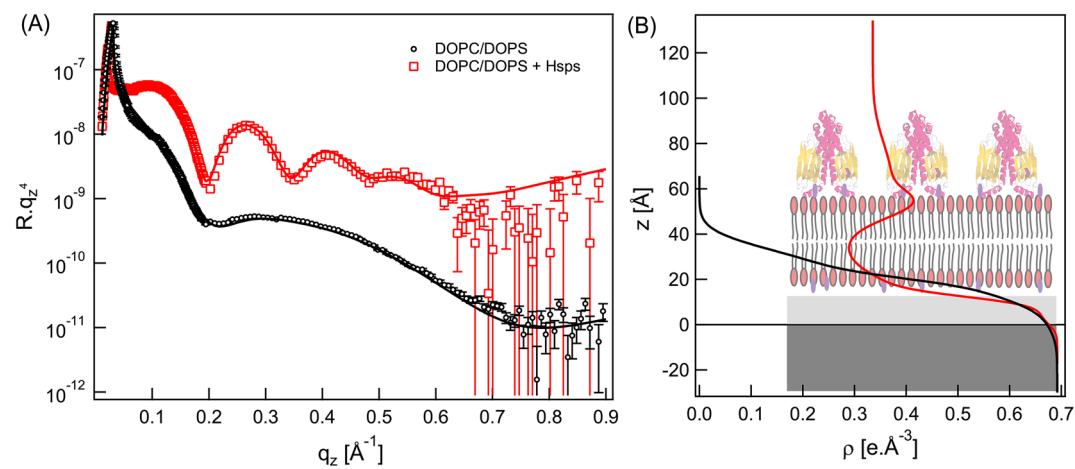 (A)
DOPC/DOPS
DOPC/DOPS + Hsps
R.qz⁴
10⁻⁷
10⁻⁸
10⁻⁹
10⁻¹⁰
10⁻¹¹
10⁻¹²
0.1 0.2 0.3 0.4 0.5 0.6 0.7 0.8 0.9
qz [Å⁻¹]
(B)
z [Å]
120
100
80
60
40
20
0
-20
0.0 0.1 0.2 0.3 0.4 0.5 0.6 0.7
ρ [e.Å⁻³]